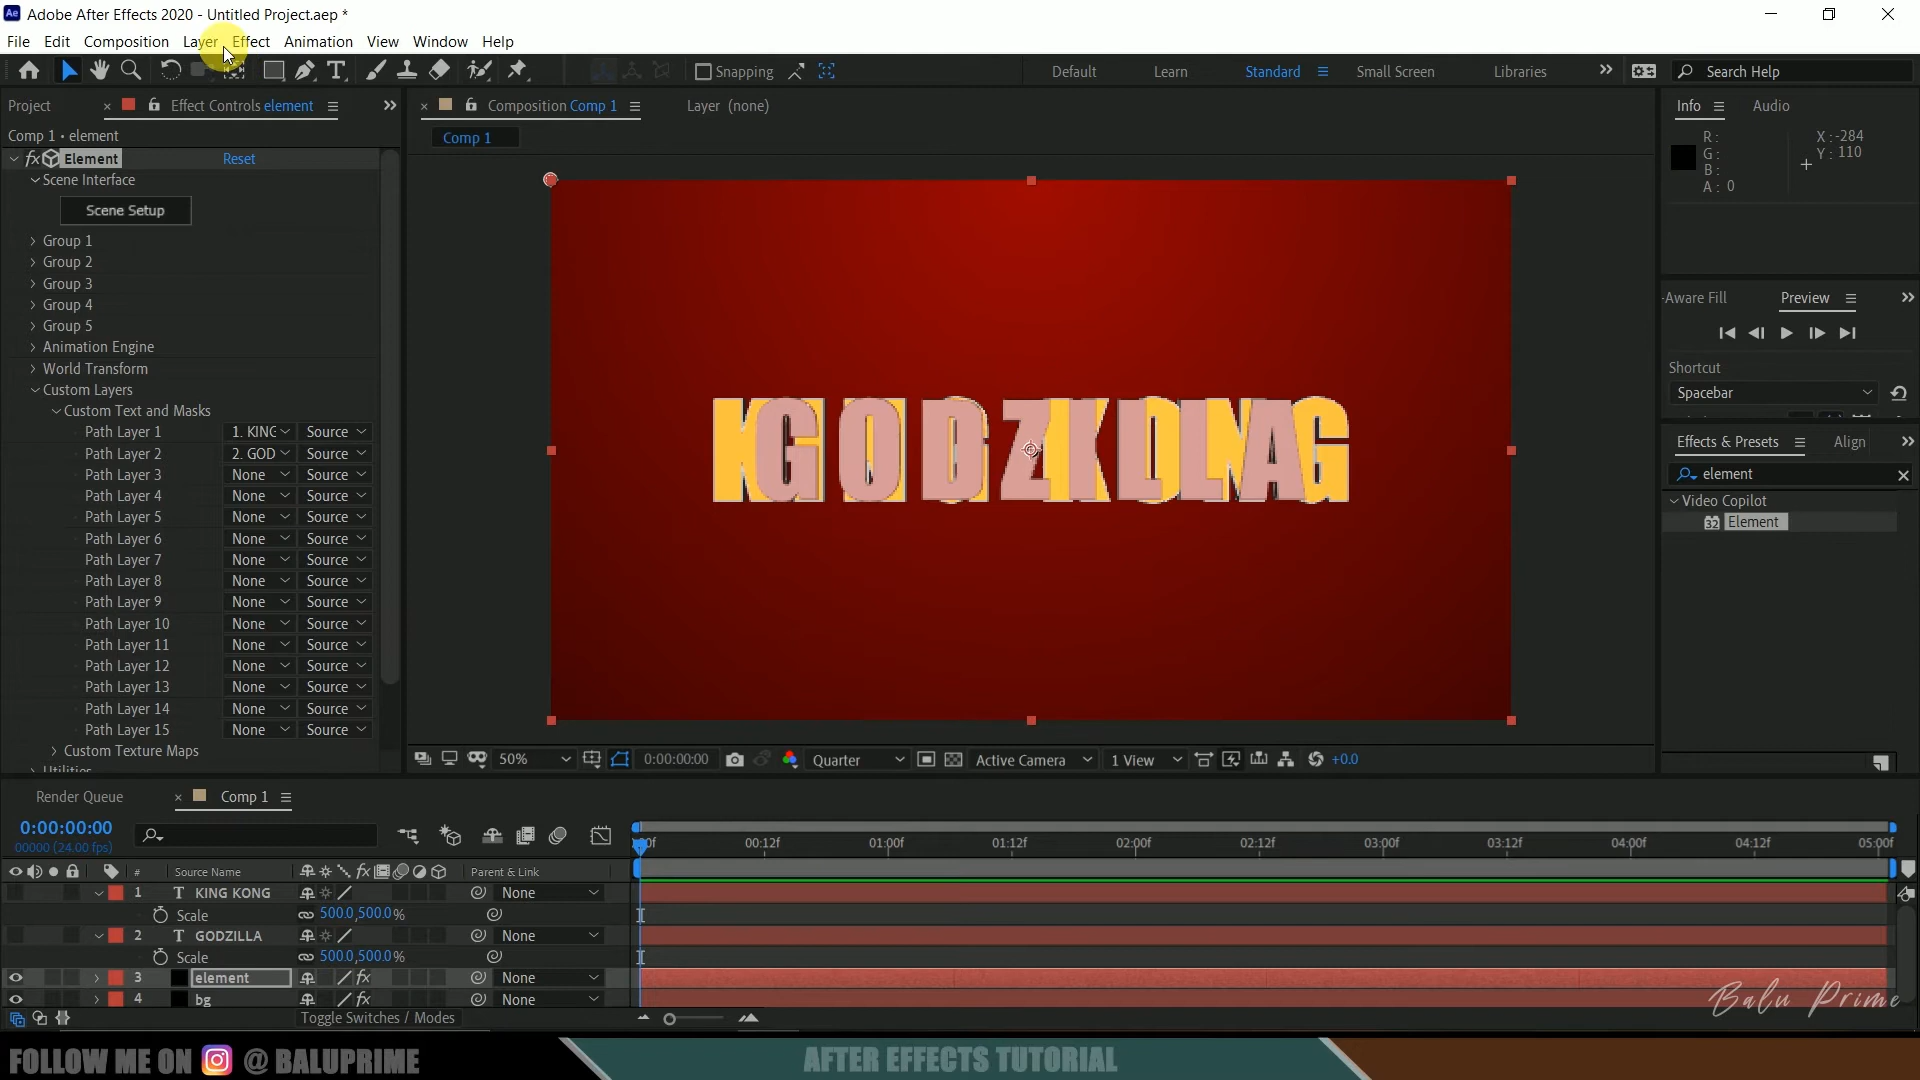 Adobe After Effects 2020 - Untitled Project.aep *
File Edit Composition Layer Effect Animation View Window Help
Snapping
Default Learn Standard Small Screen Libraries
Search Help
Project
Effect Controls element
Composition Comp 1
Layer (none)
Info
Audio
Comp 1 • element
Comp 1
R :
G :
B :
A : 0
X : -284
Y : 110
fx Element
Reset
Scene Interface
Scene Setup
Group 1
Group 2
Group 3
Group 4
Group 5
Animation Engine
World Transform
Custom Layers
Custom Text and Masks
Path Layer 1 1. KING Source
Path Layer 2 2. GOD Source
Path Layer 3 None Source
Path Layer 4 None Source
Path Layer 5 None Source
Path Layer 6 None Source
Path Layer 7 None Source
Path Layer 8 None Source
Path Layer 9 None Source
Path Layer 10 None Source
Path Layer 11 None Source
Path Layer 12 None Source
Path Layer 13 None Source
Path Layer 14 None Source
Path Layer 15 None Source
Custom Texture Maps
Utilities
KING KONG
GODZILLA
-Aware Fill
Preview
Shortcut
Spacebar
Effects & Presets
Align
element
Video Copilot
32 Element
50%
0:00:00:00
Quarter
Active Camera
1 View
+0.0
Render Queue
Comp 1
0:00:00:00
00000 (24.00 fps)
00:12f 01:00f 01:12f 02:00f 02:12f 03:00f 03:12f 04:00f 04:12f 05:00f
# Source Name fx Parent & Link
1 T KING KONG None
Scale 500.0,500.0%
2 T GODZILLA None
Scale 500.0,500.0%
3 element fx None
4 bg fx None
Toggle Switches / Modes
Balu Prime
FOLLOW ME ON @ BALUPRIME
AFTER EFFECTS TUTORIAL